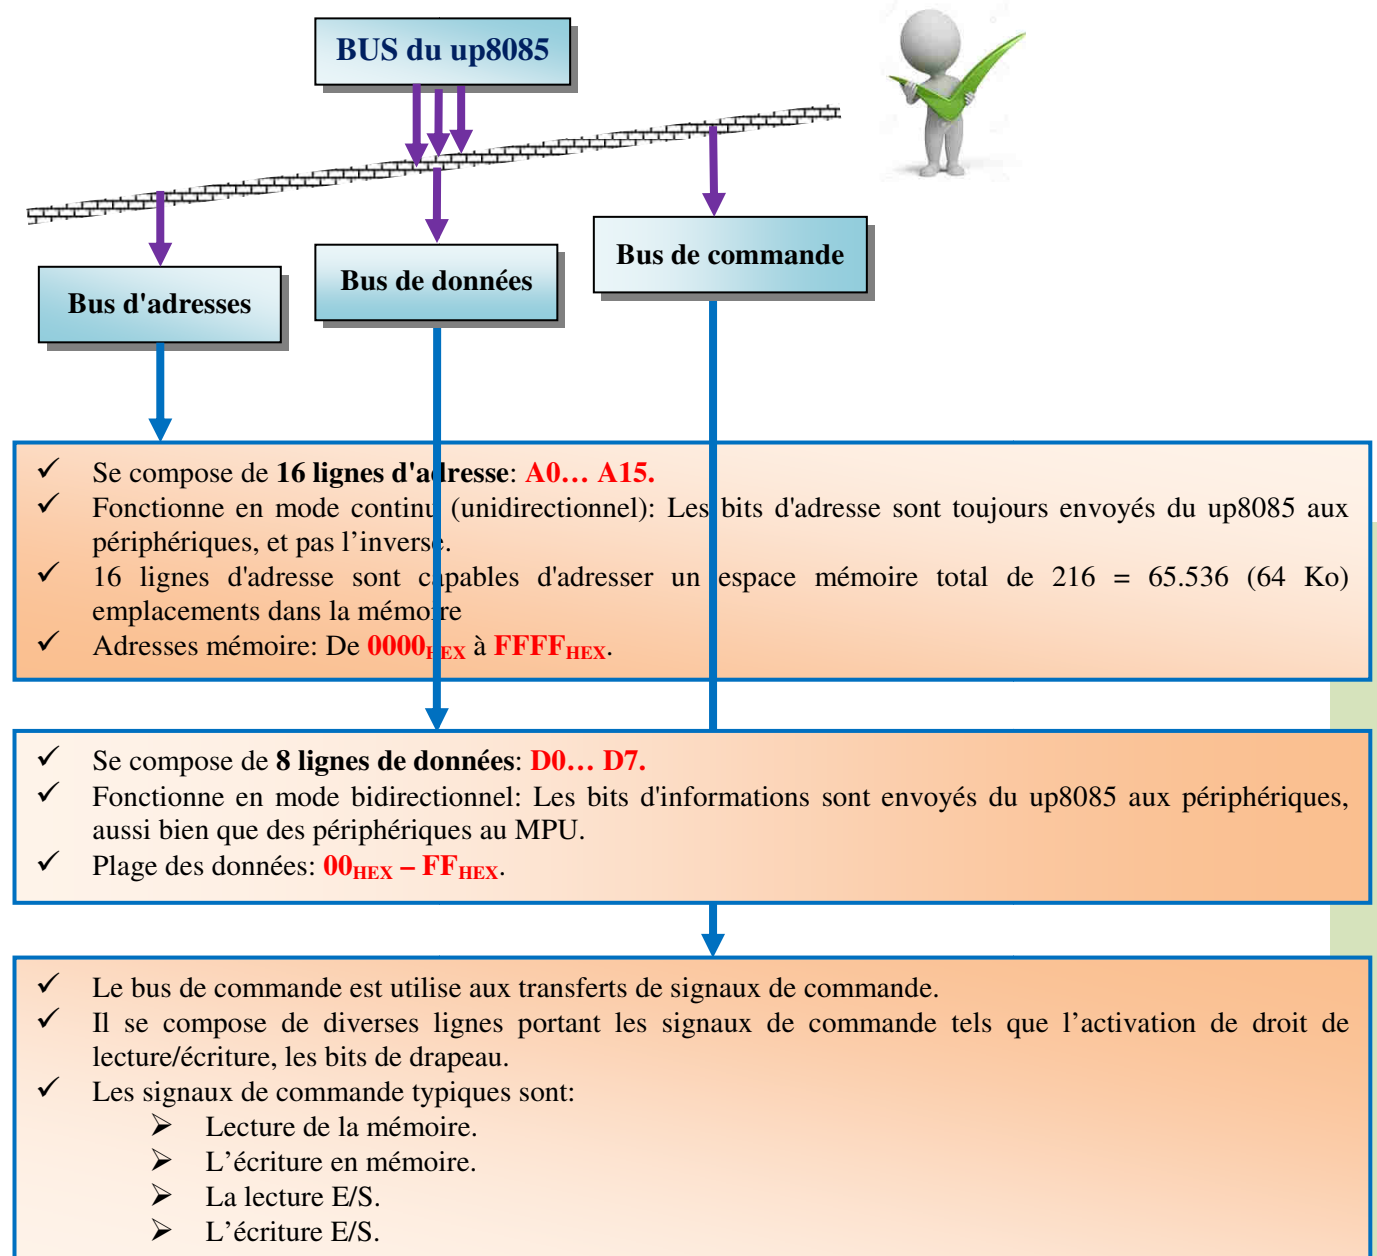 BUS du up8085
Bus d'adresses
Bus de données
Bus de commande
✓ Se compose de 16 lignes d'adresse: A0… A15.
✓ Fonctionne en mode continu (unidirectionnel): Les bits d'adresse sont toujours envoyés du up8085 aux
périphériques, et pas l’inverse.
✓ 16 lignes d'adresse sont capables d'adresser un espace mémoire total de 216 = 65.536 (64 Ko)
emplacements dans la mémoire
✓ Adresses mémoire: De 0000HEX à FFFFHEX.
✓ Se compose de 8 lignes de données: D0… D7.
✓ Fonctionne en mode bidirectionnel: Les bits d'informations sont envoyés du up8085 aux périphériques,
aussi bien que des périphériques au MPU.
✓ Plage des données: 00HEX – FFHEX.
✓ Le bus de commande est utilise aux transferts de signaux de commande.
✓ Il se compose de diverses lignes portant les signaux de commande tels que l’activation de droit de
lecture/écriture, les bits de drapeau.
✓ Les signaux de commande typiques sont:
➢ Lecture de la mémoire.
➢ L’écriture en mémoire.
➢ La lecture E/S.
➢ L’écriture E/S.